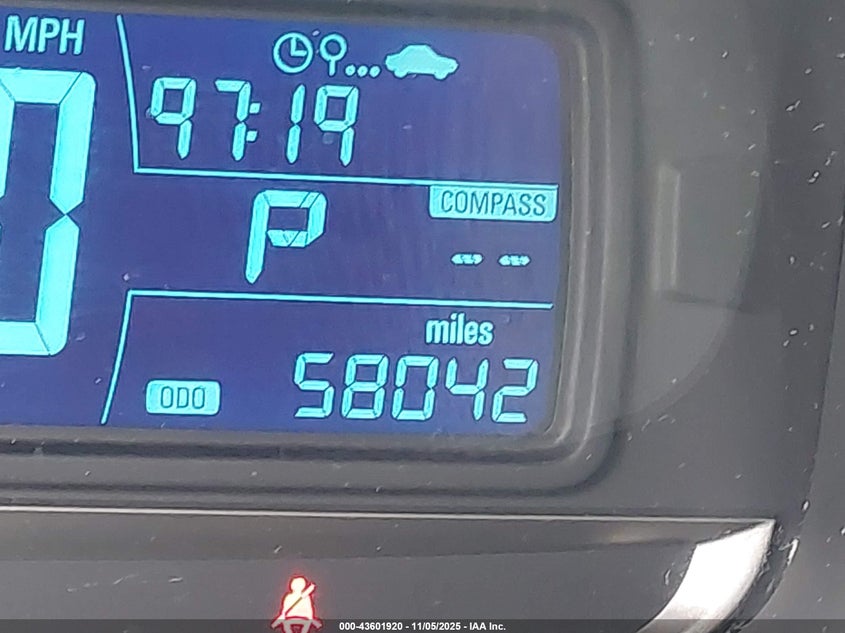 MPH
97:19
P
COMPASS
-- --
miles
ODO 58042
000-43601920 - 11/05/2025 - IAA Inc.